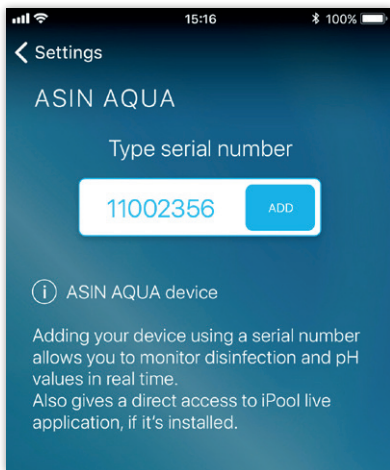 15:16 100%
Settings
ASIN AQUA
Type serial number
11002356 ADD
i ASIN AQUA device
Adding your device using a serial number
allows you to monitor disinfection and pH
values in real time.
Also gives a direct access to iPool live
application, if it's installed.